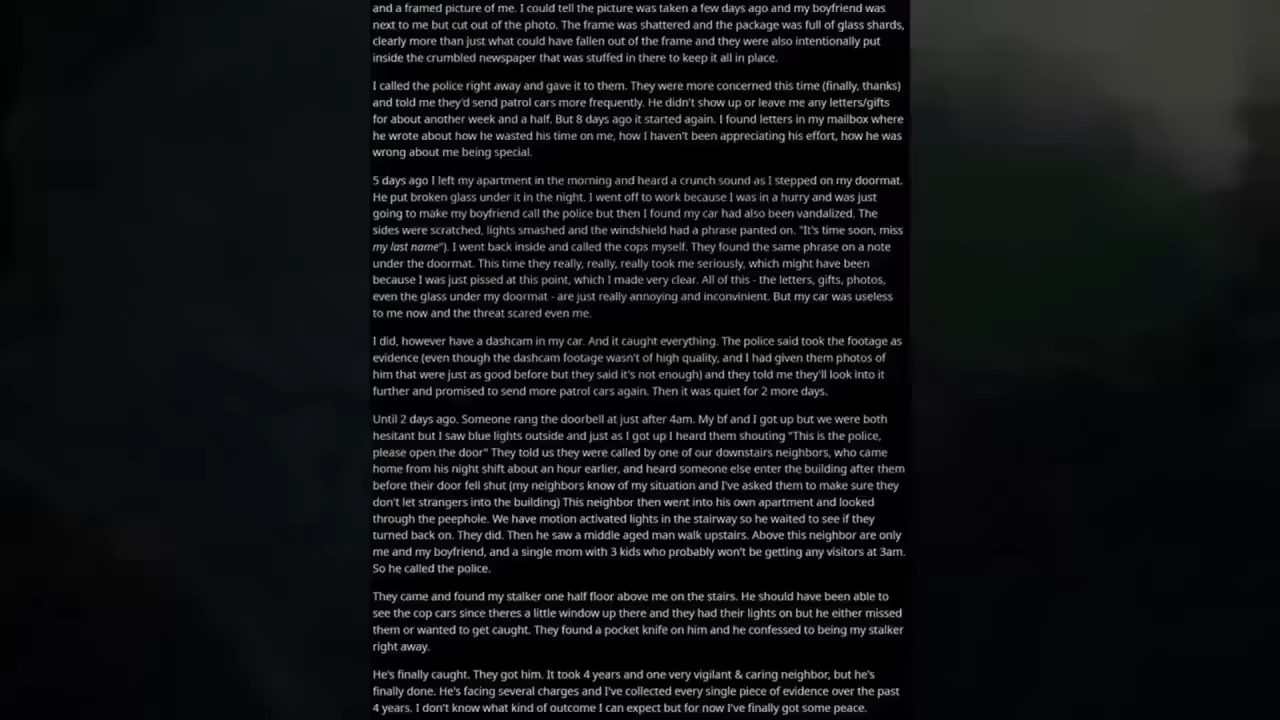 and a framed picture of me. I could tell the picture was taken a few days ago and my boyfriend was
next to me but cut out of the photo. The frame was shattered and the package was full of glass shards,
clearly more than just what could have fallen out of the frame and they were also intentionally put
inside the crumbled newspaper that was stuffed in there to keep it all in place.
I called the police right away and gave it to them. They were more concerned this time (finally, thanks)
and told me they'd send patrol cars more frequently. He didn't show up or leave me any letters/gifts
for about another week and a half. But 8 days ago it started again. I found letters in my mailbox where
he wrote about how he wasted his time on me, how I haven't been appreciating his effort, how he was
wrong about me being special.
5 days ago I left my apartment in the morning and heard a crunch sound as I stepped on my doormat.
He put broken glass under it in the night. I went off to work because I was in a hurry and was just
going to make my boyfriend call the police but then I found my car had also been vandalized. The
sides were scratched, lights smashed and the windshield had a phrase panted on. "It's time soon, miss
my last name"). I went back inside and called the cops myself. They found the same phrase on a note
under the doormat. This time they really, really, really took me seriously, which might have been
because I was just pissed at this point, which I made very clear. All of this - the letters, gifts, photos,
even the glass under my doormat - are just really annoying and inconvinient. But my car was useless
to me now and the threat scared even me.
I did, however have a dashcam in my car. And it caught everything. The police said took the footage as
evidence (even though the dashcam footage wasn't of high quality, and I had given them photos of
him that were just as good before but they said it's not enough) and they told me they'll look into it
further and promised to send more patrol cars again. Then it was quiet for 2 more days.
Until 2 days ago. Someone rang the doorbell at just after 4am. My bf and I got up but we were both
hesitant but I saw blue lights outside and just as I got up I heard them shouting "This is the police,
please open the door" They told us they were called by one of our downstairs neighbors, who came
home from his night shift about an hour earlier, and heard someone else enter the building after them
before their door fell shut (my neighbors know of my situation and I've asked them to make sure they
don't let strangers into the building) This neighbor then went into his own apartment and looked
through the peephole. We have motion activated lights in the stairway so he waited to see if they
turned back on. They did. Then he saw a middle aged man walk upstairs. Above this neighbor are only
me and my boyfriend, and a single mom with 3 kids who probably won't be getting any visitors at 3am.
So he called the police.
They came and found my stalker one half floor above me on the stairs. He should have been able to
see the cop cars since theres a little window up there and they had their lights on but he either missed
them or wanted to get caught. They found a pocket knife on him and he confessed to being my stalker
right away.
He's finally caught. They got him. It took 4 years and one very vigilant & caring neighbor, but he's
finally done. He's facing several charges and I've collected every single piece of evidence over the past
4 years. I don't know what kind of outcome I can expect but for now I've finally got some peace.